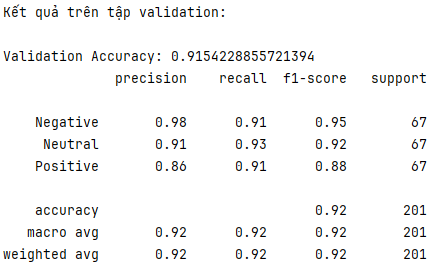 Kết quả trên tập validation:
Validation Accuracy: 0.9154228855721394
precision recall f1-score support
Negative 0.98 0.91 0.95 67
Neutral 0.91 0.93 0.92 67
Positive 0.86 0.91 0.88 67
accuracy 0.92 201
macro avg 0.92 0.92 0.92 201
weighted avg 0.92 0.92 0.92 201